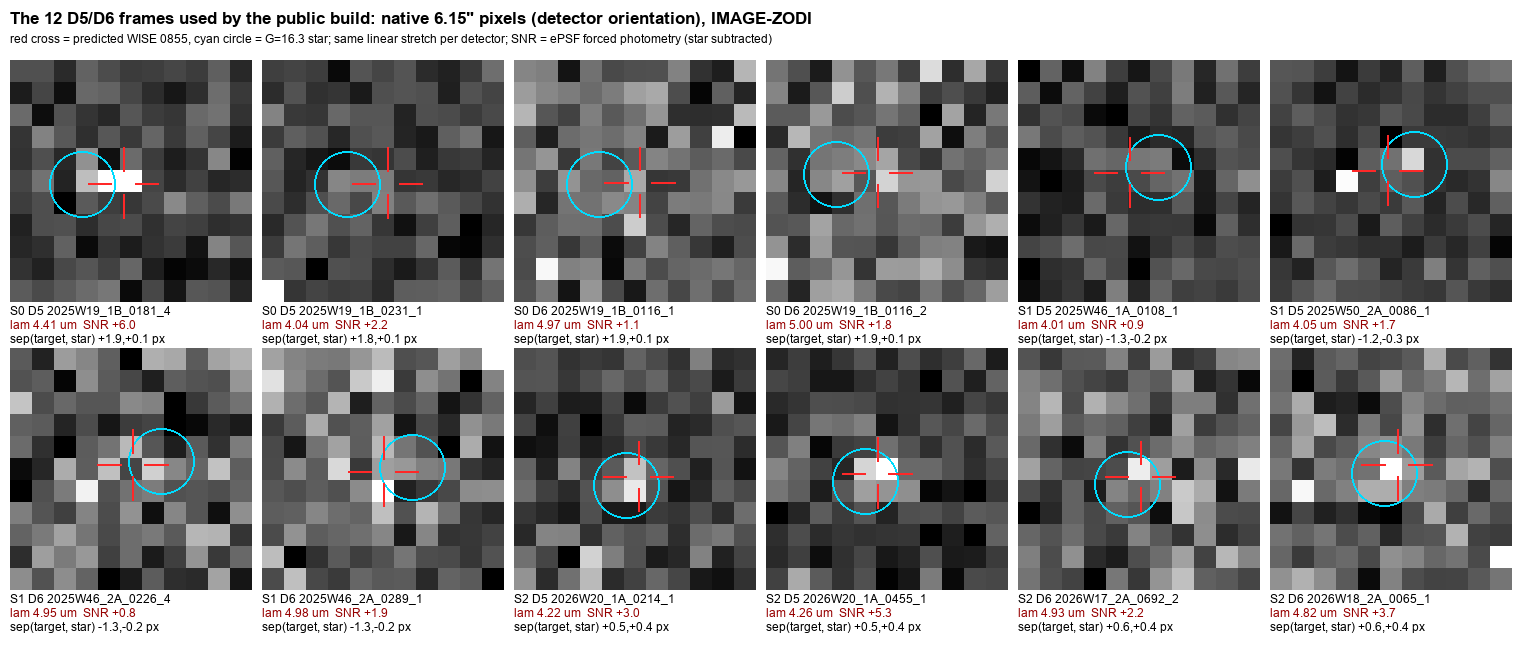 The 12 D5/D6 frames used by the public build: native 6.15" pixels (detector orientation), IMAGE-ZODI
red cross = predicted WISE 0855, cyan circle = G=16.3 star; same linear stretch per detector; SNR = ePSF forced photometry (star subtracted)
S0 D5 2025W19_1B_0181_4
lam 4.41 um SNR +6.0
sep(target, star) +1.9,+0.1 px
S0 D5 2025W19_1B_0231_1
lam 4.04 um SNR +2.2
sep(target, star) +1.8,+0.1 px
S0 D6 2025W19_1B_0116_1
lam 4.97 um SNR +1.1
sep(target, star) +1.9,+0.1 px
S0 D6 2025W19_1B_0116_2
lam 5.00 um SNR +1.8
sep(target, star) +1.9,+0.1 px
S1 D5 2025W46_1A_0108_1
lam 4.01 um SNR +0.9
sep(target, star) -1.3,-0.2 px
S1 D5 2025W50_2A_0086_1
lam 4.05 um SNR +1.7
sep(target, star) -1.2,-0.3 px
S1 D6 2025W46_2A_0226_4
lam 4.95 um SNR +0.8
sep(target, star) -1.3,-0.2 px
S1 D6 2025W46_2A_0289_1
lam 4.98 um SNR +1.9
sep(target, star) -1.3,-0.2 px
S2 D5 2026W20_1A_0214_1
lam 4.22 um SNR +3.0
sep(target, star) +0.5,+0.4 px
S2 D5 2026W20_1A_0455_1
lam 4.26 um SNR +5.3
sep(target, star) +0.5,+0.4 px
S2 D6 2026W17_2A_0692_2
lam 4.93 um SNR +2.2
sep(target, star) +0.6,+0.4 px
S2 D6 2026W18_2A_0065_1
lam 4.82 um SNR +3.7
sep(target, star) +0.6,+0.4 px